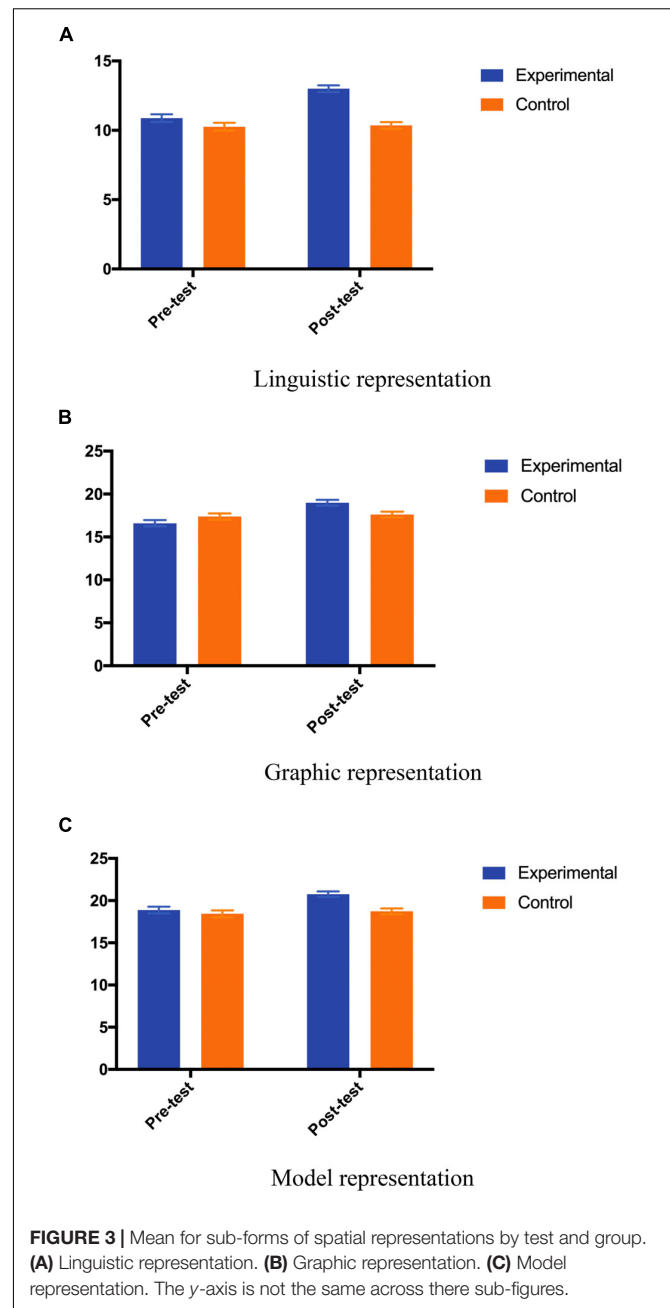 A
15
10
5
0
Experimental
Control
Pre-test
Post-test
Linguistic representation
B
25
20
15
10
5
0
Experimental
Control
Pre-test
Post-test
Graphic representation
C
25
20
15
10
5
0
Experimental
Control
Pre-test
Post-test
Model representation
FIGURE 3 | Mean for sub-forms of spatial representations by test and group.
(A) Linguistic representation. (B) Graphic representation. (C) Model
representation. The y-axis is not the same across there sub-figures.